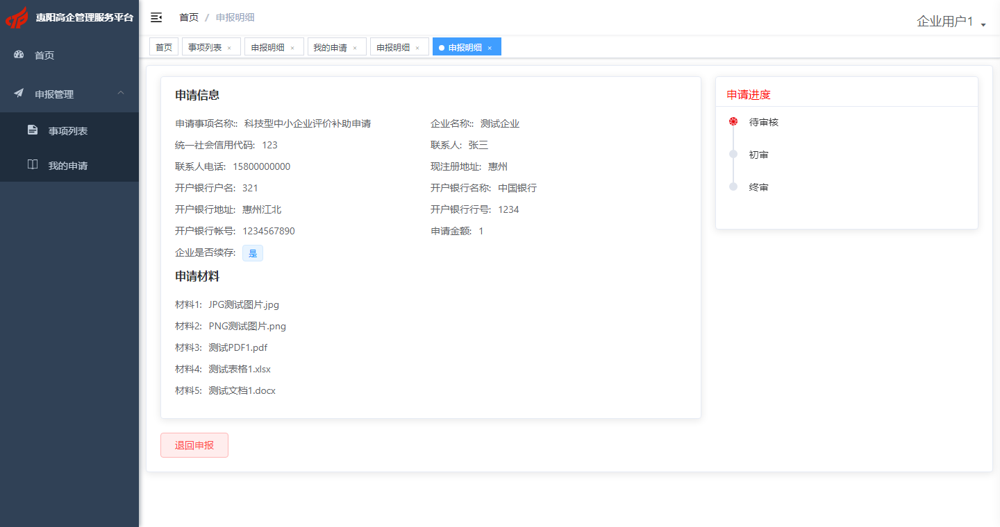 惠阳高企管理服务平台
首页 / 申报明细
企业用户1
首页
事项列表 ×
申报明细 ×
我的申请 ×
申报明细 ×
申报明细 ×
首页
申报管理
事项列表
我的申请
申请信息
申请事项名称:: 科技型中小企业评价补助申请
企业名称:: 测试企业
统一社会信用代码: 123
联系人: 张三
联系人电话: 15800000000
现注册地址: 惠州
开户银行户名: 321
开户银行名称: 中国银行
开户银行地址: 惠州江北
开户银行行号: 1234
开户银行帐号: 1234567890
申请金额: 1
企业是否续存: 是
申请材料
材料1: JPG测试图片.jpg
材料2: PNG测试图片.png
材料3: 测试PDF1.pdf
材料4: 测试表格1.xlsx
材料5: 测试文档1.docx
退回申报
申请进度
待审核
初审
终审